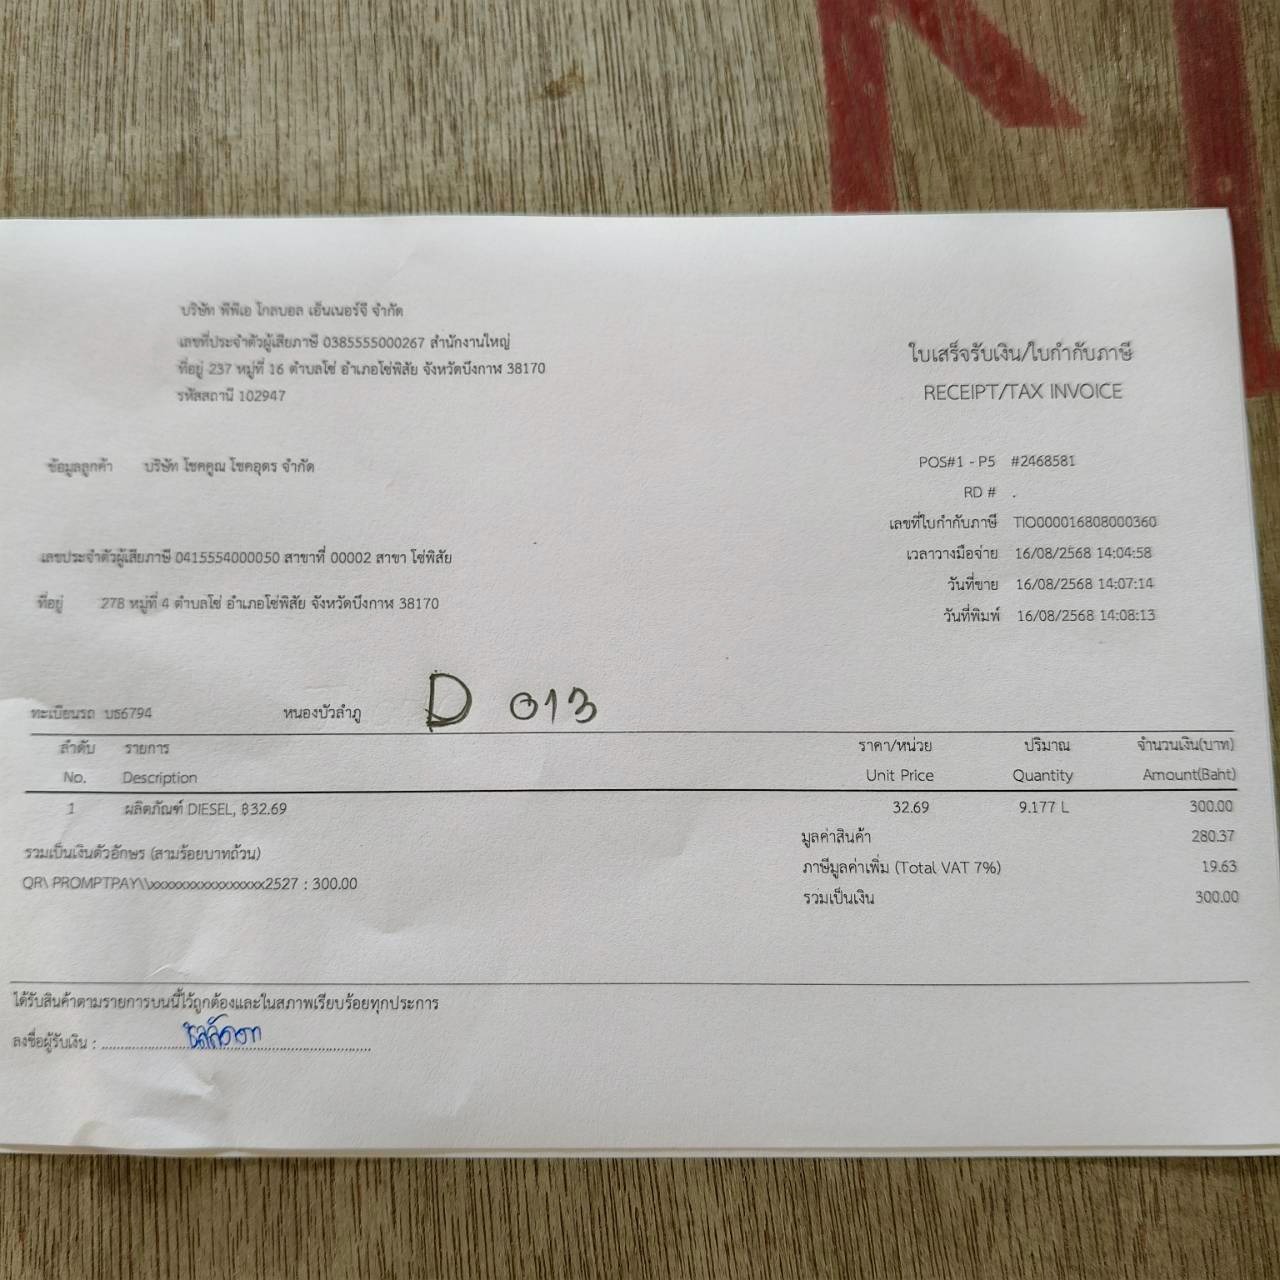 บริษัท พีพีเอ โกลบอล เอ็นเนอร์จี จำกัด
เลขที่ประจำตัวผู้เสียภาษี 0385555000267 สำนักงานใหญ่
ที่อยู่ 237 หมู่ที่ 16 ตำบลโซ่ อำเภอโซ่พิสัย จังหวัดบึงกาฬ 38170
รหัสสถานี 102947
ใบเสร็จรับเงิน/ใบกำกับภาษี
RECEIPT/TAX INVOICE
ข้อมูลลูกค้า บริษัท โชคคูณ โชคอุดร จำกัด
เลขประจำตัวผู้เสียภาษี 0415554000050 สาขาที่ 00002 สาขา โซ่พิสัย
ที่อยู่ 278 หมู่ที่ 4 ตำบลโซ่ อำเภอโซ่พิสัย จังหวัดบึงกาฬ 38170
POS#1 - P5 #2468581
RD # .
เลขที่ใบกำกับภาษี TIO000016808000360
เวลาวางมือจ่าย 16/08/2568 14:04:58
วันที่ขาย 16/08/2568 14:07:14
วันที่พิมพ์ 16/08/2568 14:08:13
ทะเบียนรถ บธ6794 หนองบัวลำภู D 013
ลำดับ รายการ ราคา/หน่วย ปริมาณ จำนวนเงิน(บาท)
No. Description Unit Price Quantity Amount(Baht)
1 ผลิตภัณฑ์ DIESEL, ฿32.69 32.69 9.177 L 300.00
มูลค่าสินค้า 280.37
รวมเป็นเงินตัวอักษร (สามร้อยบาทถ้วน)
ภาษีมูลค่าเพิ่ม (Total VAT 7%) 19.63
QR\ PROMPTPAY\\xxxxxxxxxxxxxxxx2527 : 300.00
รวมเป็นเงิน 300.00
ได้รับสินค้าตามรายการบนนี้ไว้ถูกต้องและในสภาพเรียบร้อยทุกประการ
ลงชื่อผู้รับเงิน :